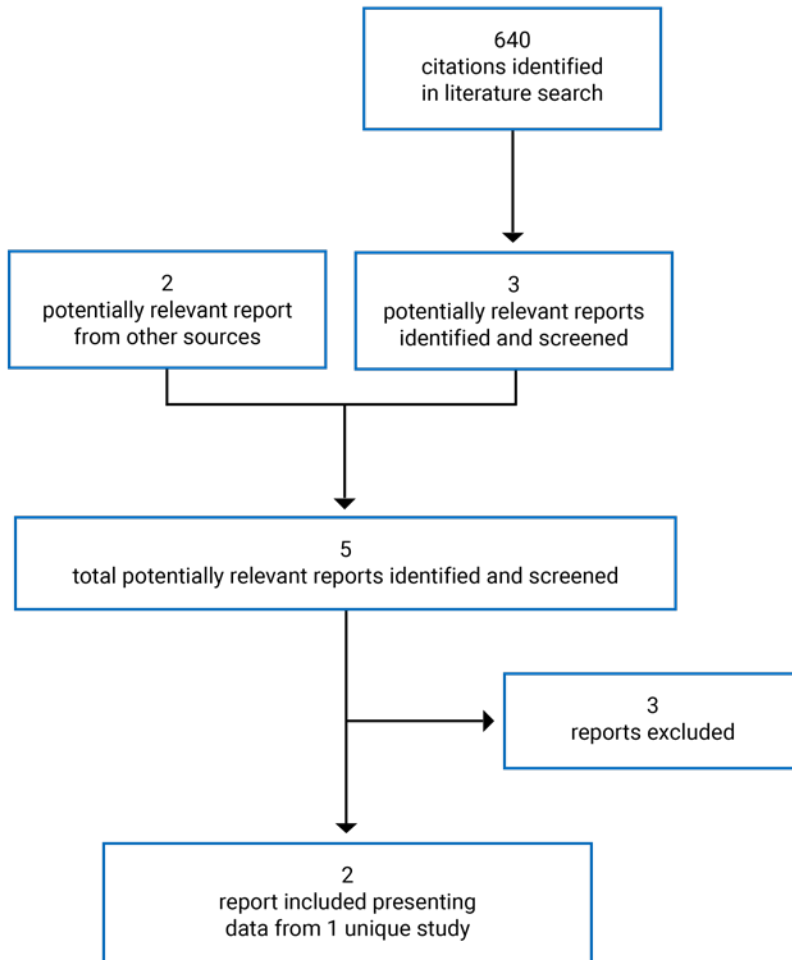 640
citations identified
in literature search
2
potentially relevant report
from other sources
3
potentially relevant reports
identified and screened
5
total potentially relevant reports identified and screened
3
reports excluded
2
report included presenting
data from 1 unique study